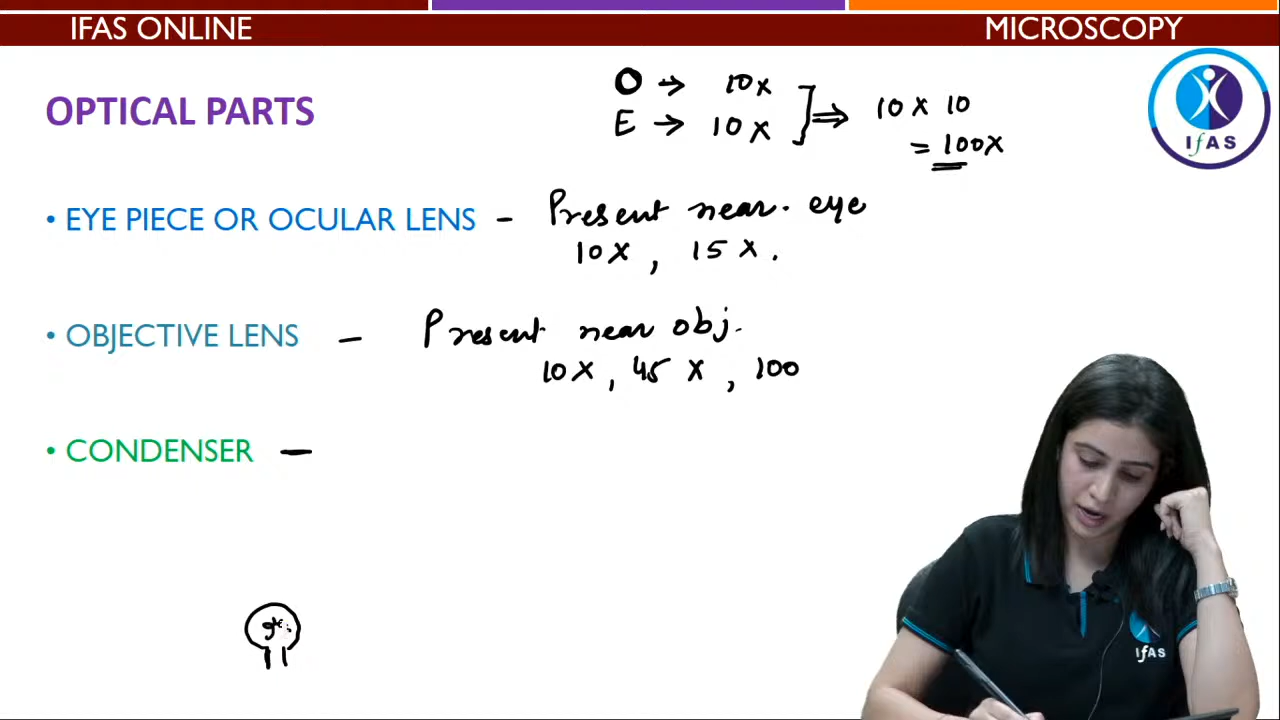 IFAS ONLINE
MICROSCOPY
OPTICAL PARTS
O → 10x
E → 10x
⇒ 10 x 10
= 100x
IfAS
• EYE PIECE OR OCULAR LENS - Present near. eye
10x , 15 x .
• OBJECTIVE LENS - Present near obj.
10x , 45 x , 100
• CONDENSER -
IfAS